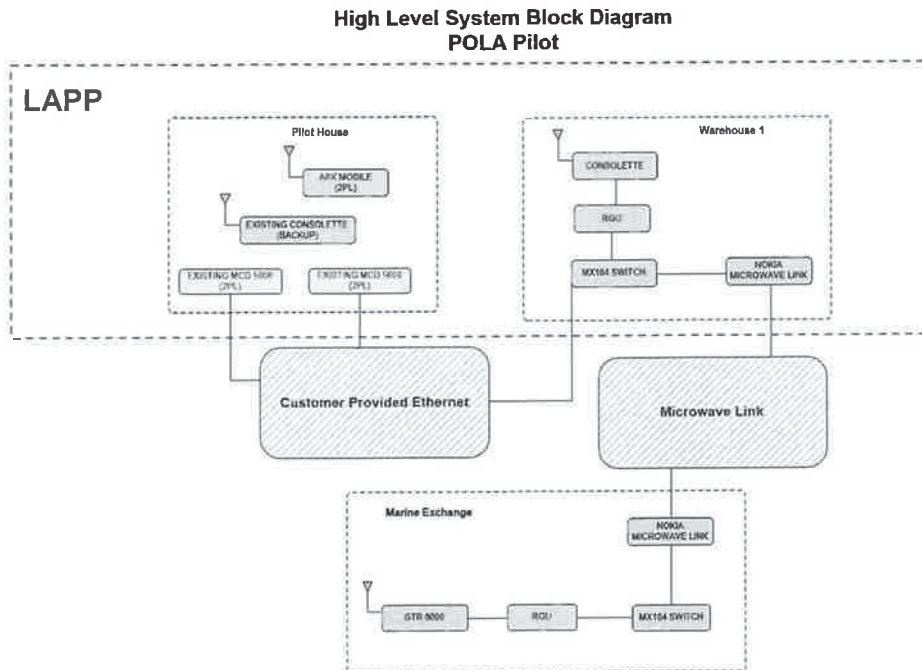 High Level System Block Diagram
POLA Pilot
LAPP
Pilot House
APX MOBILE
(2PL)
EXISTING CONSOLETTE
(BACKUP)
EXISTING MCD 5000
(2PL)
EXISTING MCD 5000
(2PL)
Warehouse 1
CONSOLETTE
RGU
MX104 SWITCH
NOKIA
MICROWAVE LINK
Customer Provided Ethernet
Microwave Link
Marine Exchange
NOKIA
MICROWAVE LINK
GTR 8000
RGU
MX104 SWITCH